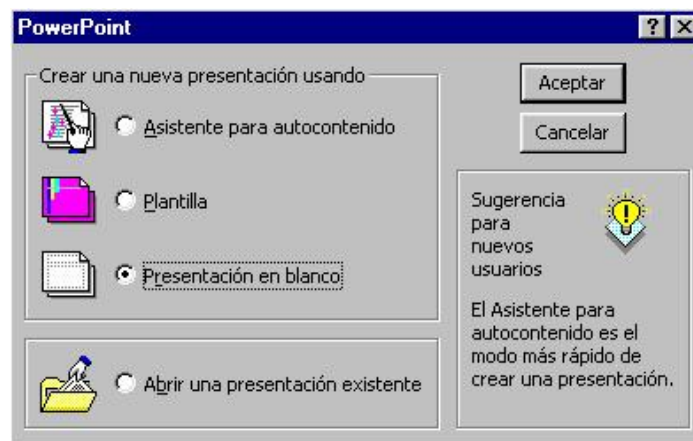 PowerPoint
Crear una nueva presentación usando
Asistente para autocontenido
Plantilla
Presentación en blanco
Abrir una presentación existente
Aceptar
Cancelar
Sugerencia
para
nuevos
usuarios
El Asistente para
autocontenido es el
modo más rápido de
crear una presentación.